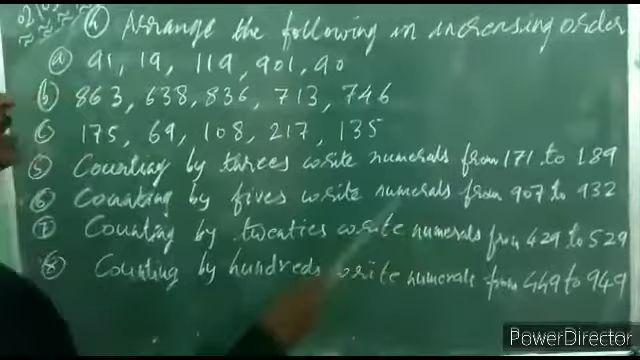 ④ Arrange the following in increasing order
ⓐ 91, 19, 119, 901, 90
ⓑ 863, 638, 836, 713, 746
ⓒ 175, 69, 108, 217, 135
⑤ Counting by threes write numerals from 171 to 189
⑥ Counting by fives write numerals from 907 to 932
⑦ Counting by twenties write numerals from 429 to 529
⑧ Counting by hundreds write numerals from 449 to 949
PowerDirector